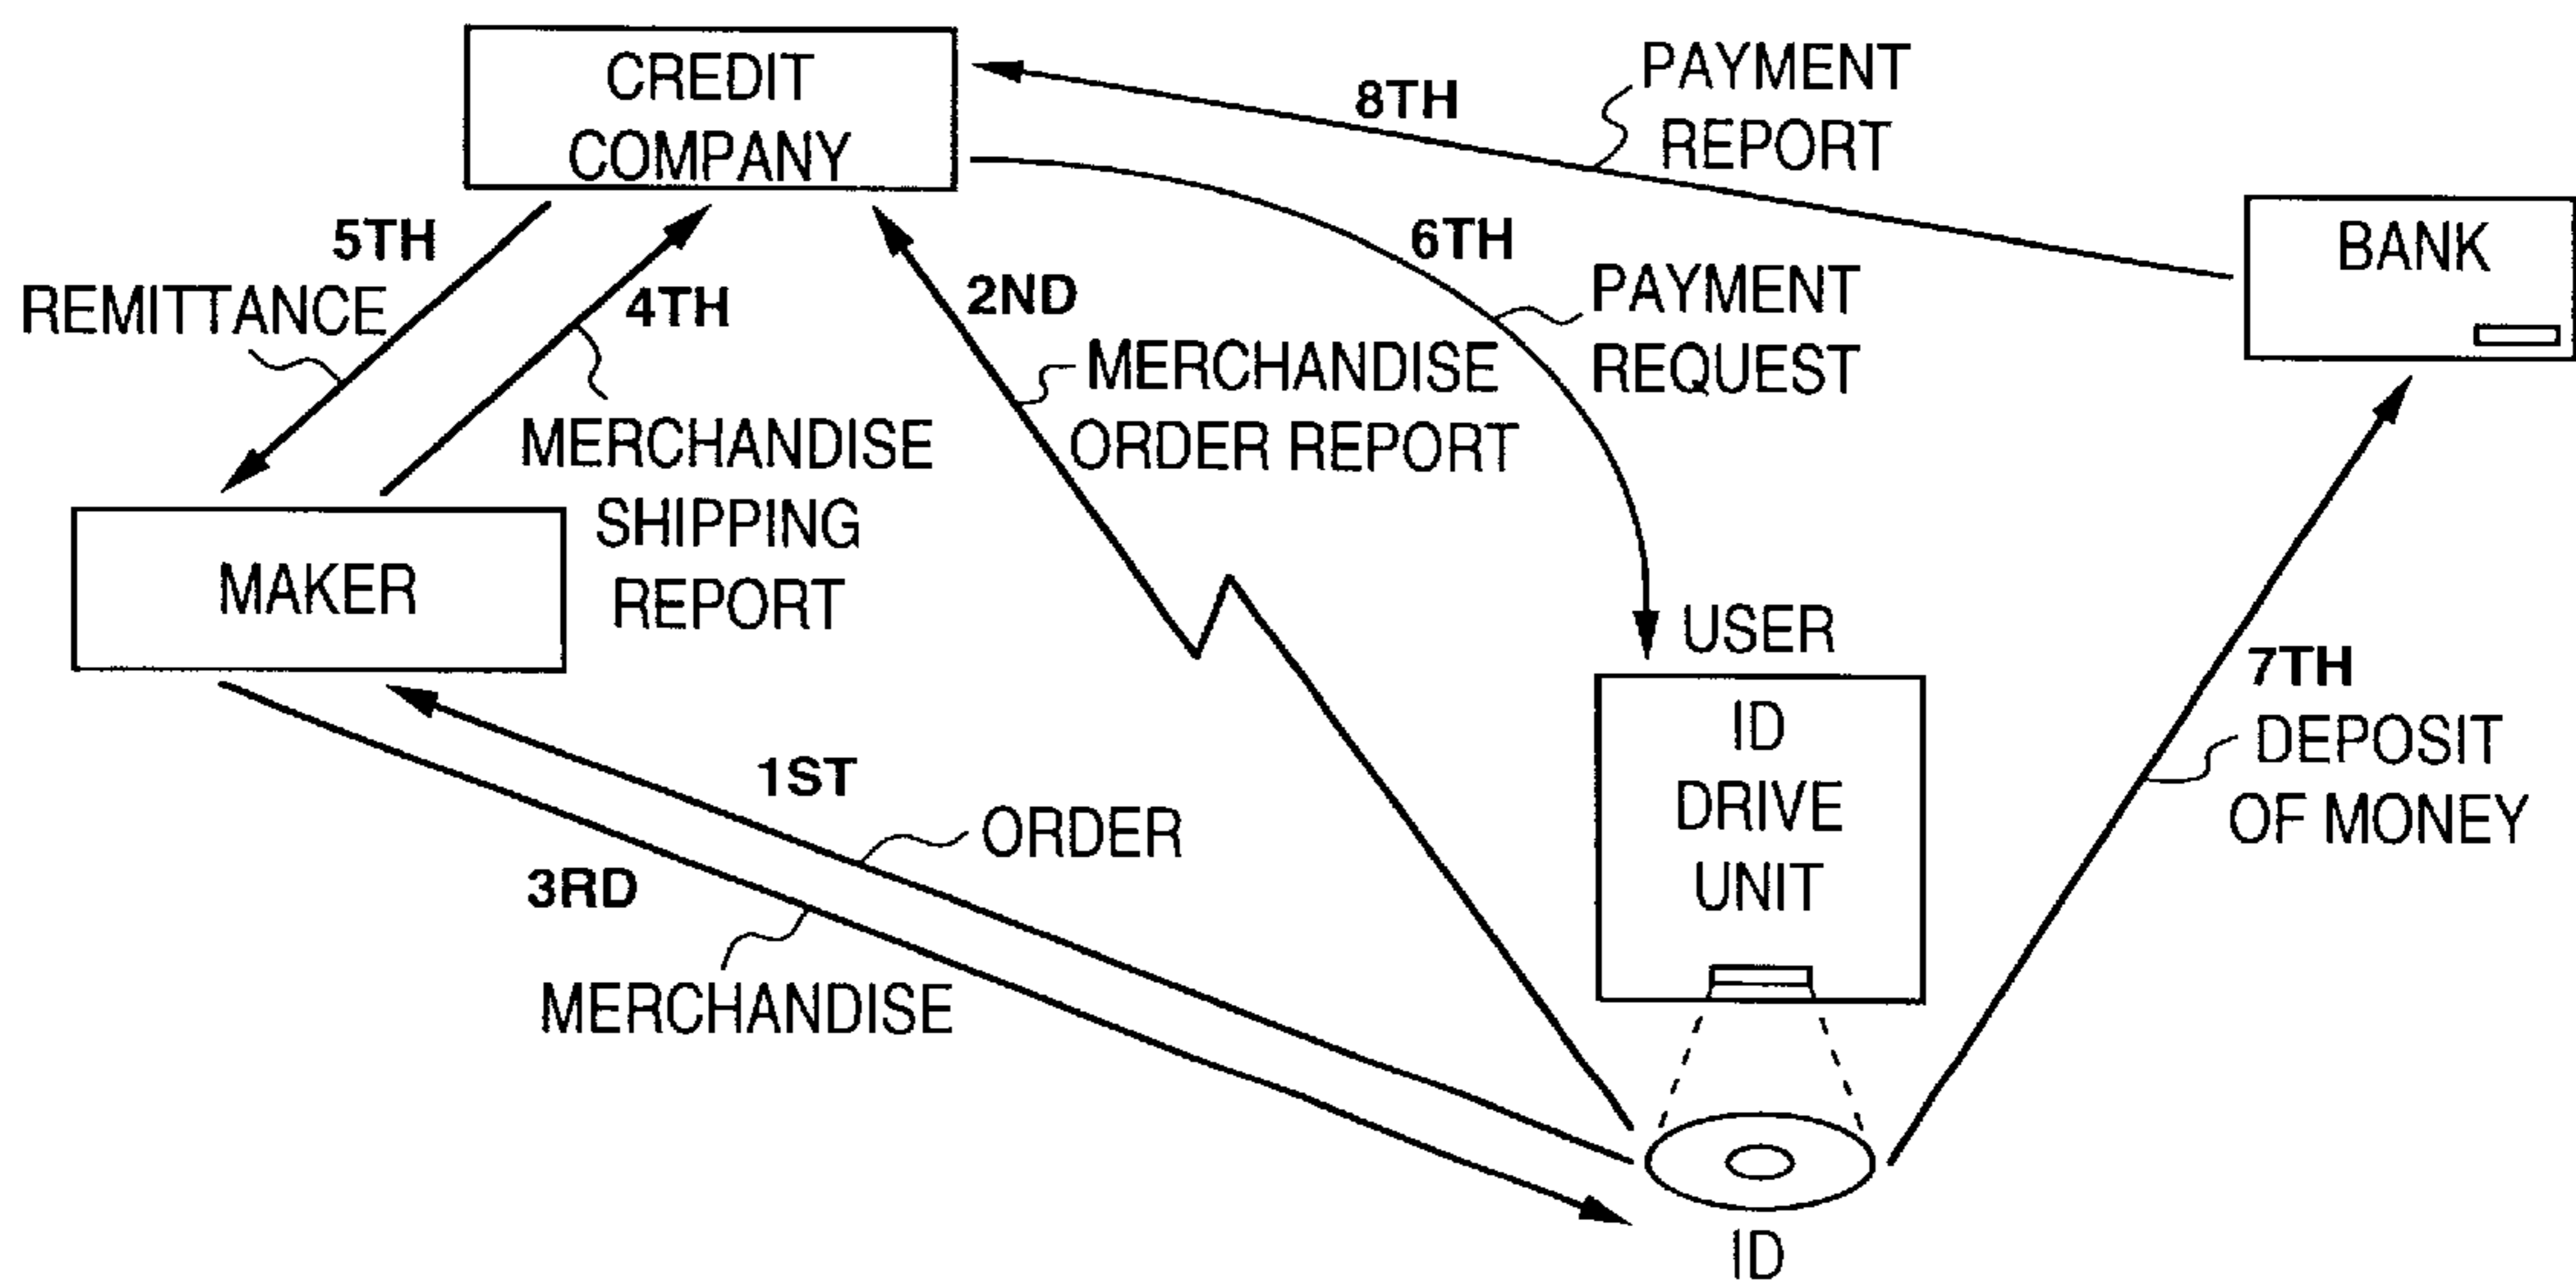 CREDIT
COMPANY
8TH
PAYMENT
REPORT
BANK
5TH
REMITTANCE
4TH
MERCHANDISE
SHIPPING
REPORT
2ND
MERCHANDISE
ORDER REPORT
6TH
PAYMENT
REQUEST
MAKER
USER
ID
DRIVE
UNIT
7TH
DEPOSIT
OF MONEY
1ST
ORDER
3RD
MERCHANDISE
ID